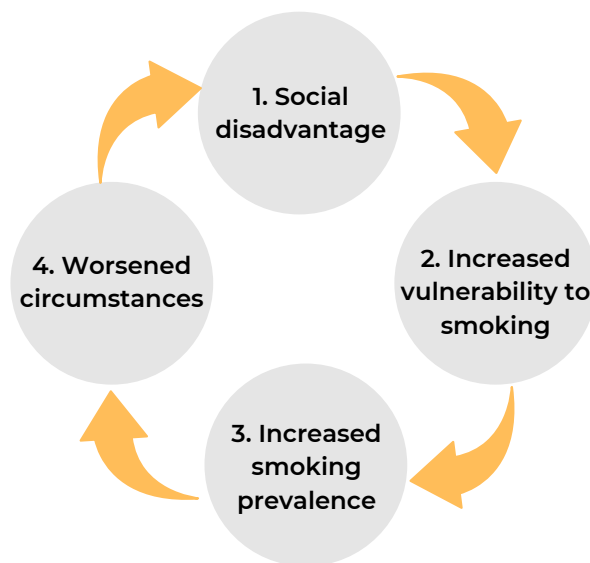 1. Social
disadvantage
2. Increased
vulnerability to
smoking
3. Increased
smoking
prevalence
4. Worsened
circumstances